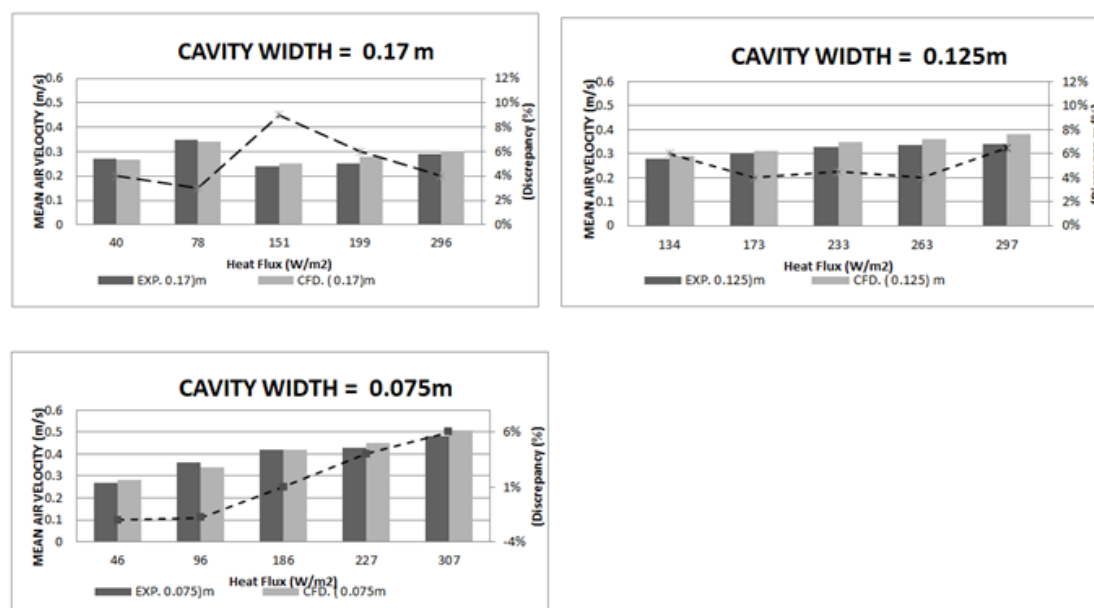 CAVITY WIDTH = 0.17 m
MEAN AIR VELOCITY (m/s)
0.6
0.5
0.4
0.3
0.2
0.1
0
12%
10%
8%
6%
4%
2%
0%
(Discrepancy (%)
40 78 151 199 296
Heat Flux (W/m2)
EXP. 0.17)m CFD. ( 0.17)m
CAVITY WIDTH = 0.125m
MEAN AIR VELOCITY (m/s)
0.6
0.5
0.4
0.3
0.2
0.1
0
12%
10%
8%
6%
4%
2%
0%
(Discrepancy (%)
134 173 233 263 297
Heat Flux (W/m2)
EXP. 0.125)m CFD. ( 0.125) m
CAVITY WIDTH = 0.075m
MEAN AIR VELOCITY (m/s)
0.6
0.5
0.4
0.3
0.2
0.1
0
6%
1%
-4%
(Discrepancy (%)
46 96 186 227 307
Heat Flux (W/m2)
EXP. 0.075)m CFD. ( 0.075m